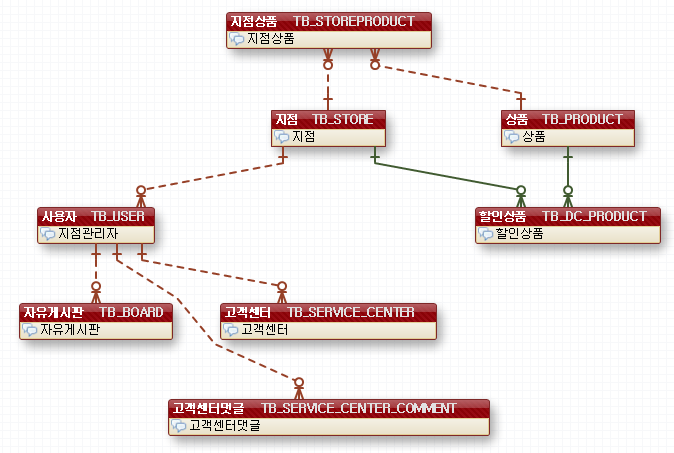 지점상품 TB_STOREPRODUCT
지점상품
지점 TB_STORE
지점
상품 TB_PRODUCT
상품
사용자 TB_USER
지점관리자
할인상품 TB_DC_PRODUCT
할인상품
자유게시판 TB_BOARD
자유게시판
고객센터 TB_SERVICE_CENTER
고객센터
고객센터댓글 TB_SERVICE_CENTER_COMMENT
고객센터댓글